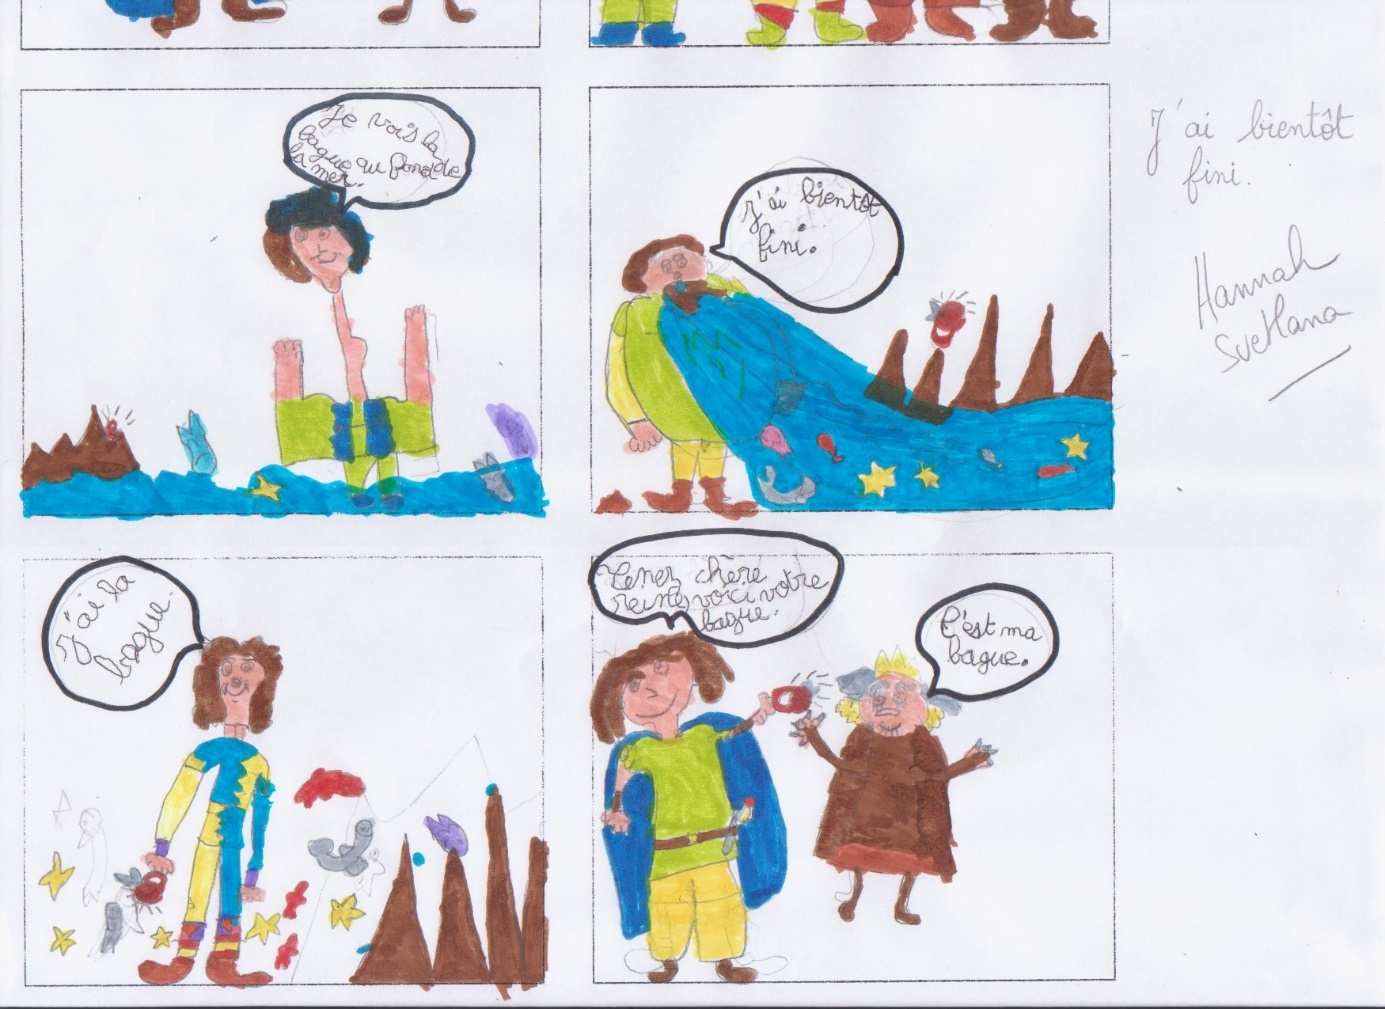 Je vois la
bague au fond de
la mer.
J'ai bientôt
fini.
J'ai bientôt
fini.
Hannah
Svetlana
J'ai la
bague.
Tenez chère
reine, voici votre
bague.
C'est ma
bague.